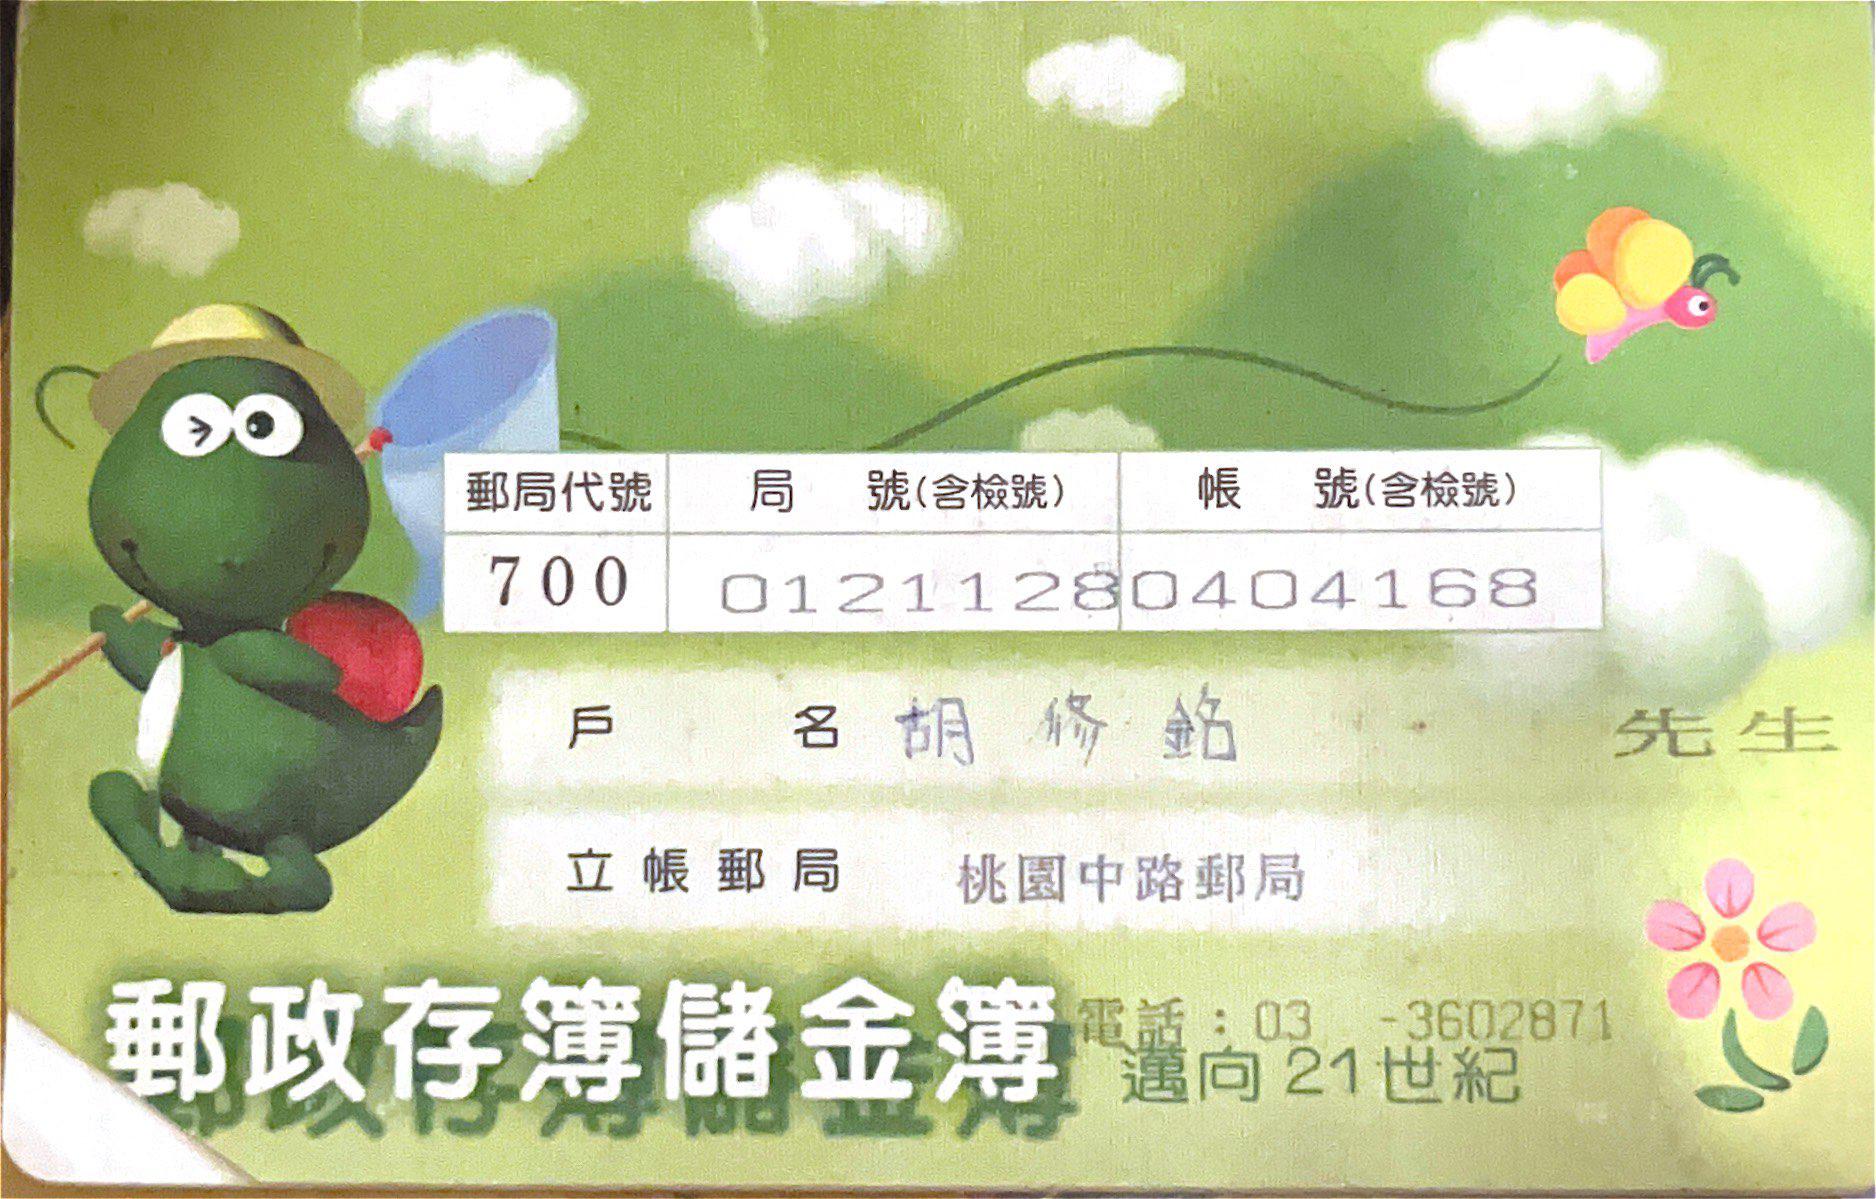 郵局代號 局 號(含檢號) 帳 號(含檢號)
700 0121128 0404168
戶 名 胡修銘 先生
立帳郵局 桃園中路郵局
郵政存簿儲金簿
電話：03 -3602871
邁向21世紀